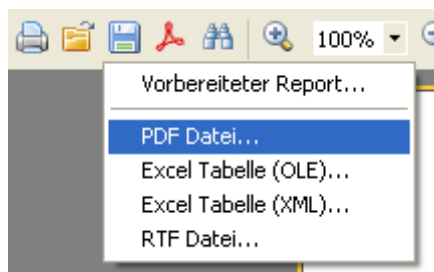 100%
Vorbereiteter Report...
PDF Datei...
Excel Tabelle (OLE)...
Excel Tabelle (XML)...
RTF Datei...